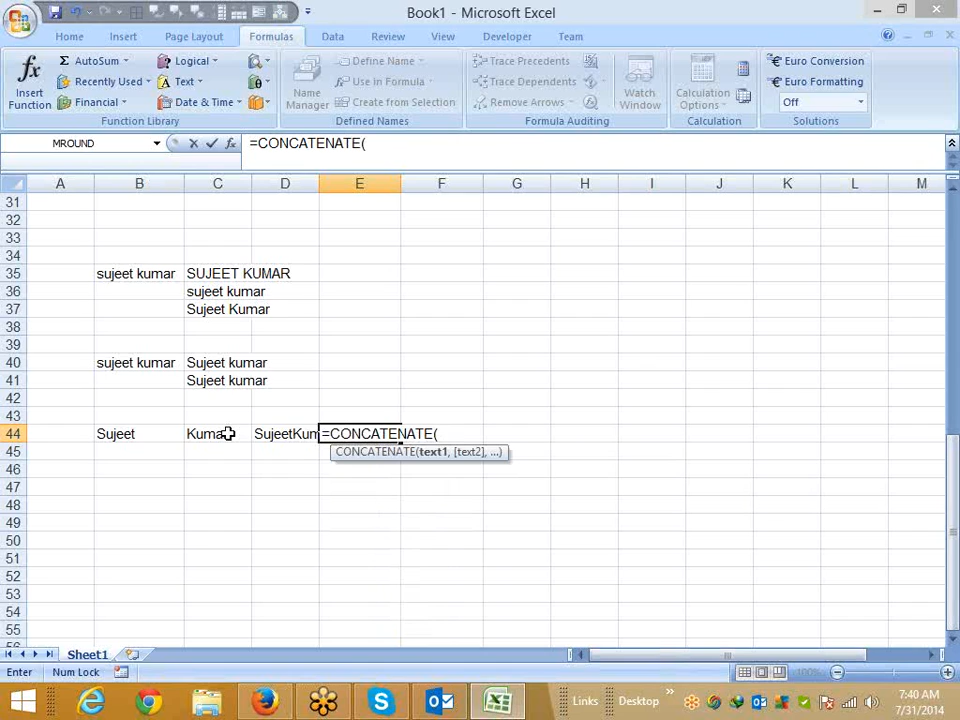 Book1 - Microsoft Excel
Home Insert Page Layout Formulas Data Review View Developer Team
Insert Function
AutoSum
Recently Used
Financial
Logical
Text
Date & Time
Function Library
Name Manager
Define Name
Use in Formula
Create from Selection
Defined Names
Trace Precedents
Trace Dependents
Remove Arrows
Formula Auditing
Watch Window
Calculation Options
Calculation
Euro Conversion
Euro Formatting
Off
Solutions
MROUND fx =CONCATENATE(
A B C D E F G H I J K L M
31
32
33
34
35 sujeet kumar SUJEET KUMAR
36 sujeet kumar
37 Sujeet Kumar
38
39
40 sujeet kumar Sujeet kumar
41 Sujeet kumar
42
43
44 Sujeet Kuma SujeetKum =CONCATENATE(
45 CONCATENATE(text1, [text2], ...)
46
47
48
49
50
51
52
53
54
55
56
Sheet1
Enter Num Lock 100%
Links Desktop
7:40 AM
7/31/2014